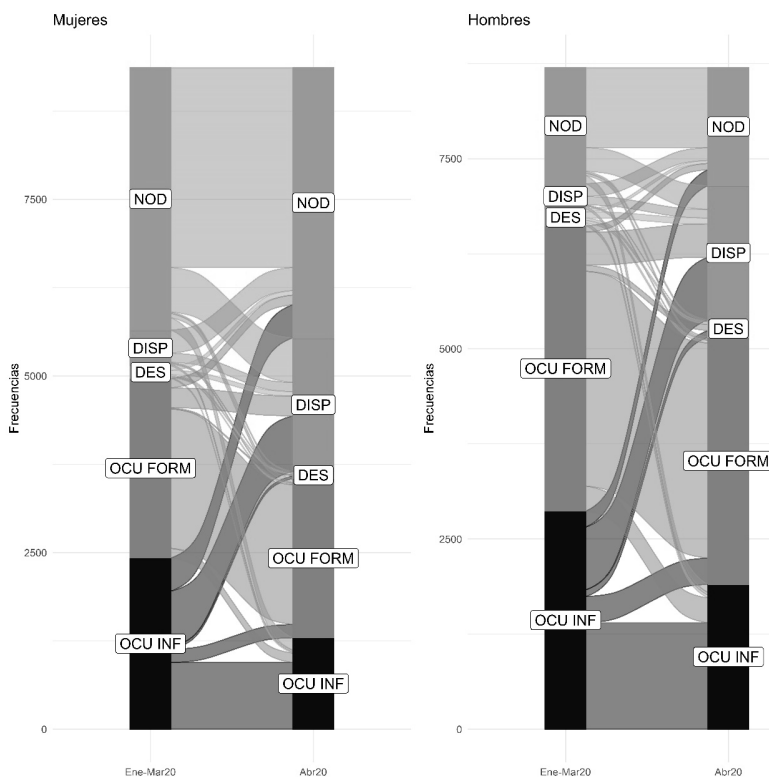 Mujeres
Frecuencias
7500
5000
2500
0
NOD
DISP
DES
OCU FORM
OCU INF
NOD
DISP
DES
OCU FORM
OCU INF
Ene-Mar20
Abr20
Hombres
Frecuencias
7500
5000
2500
0
NOD
DISP
DES
OCU FORM
OCU INF
NOD
DISP
DES
OCU FORM
OCU INF
Ene-Mar20
Abr20